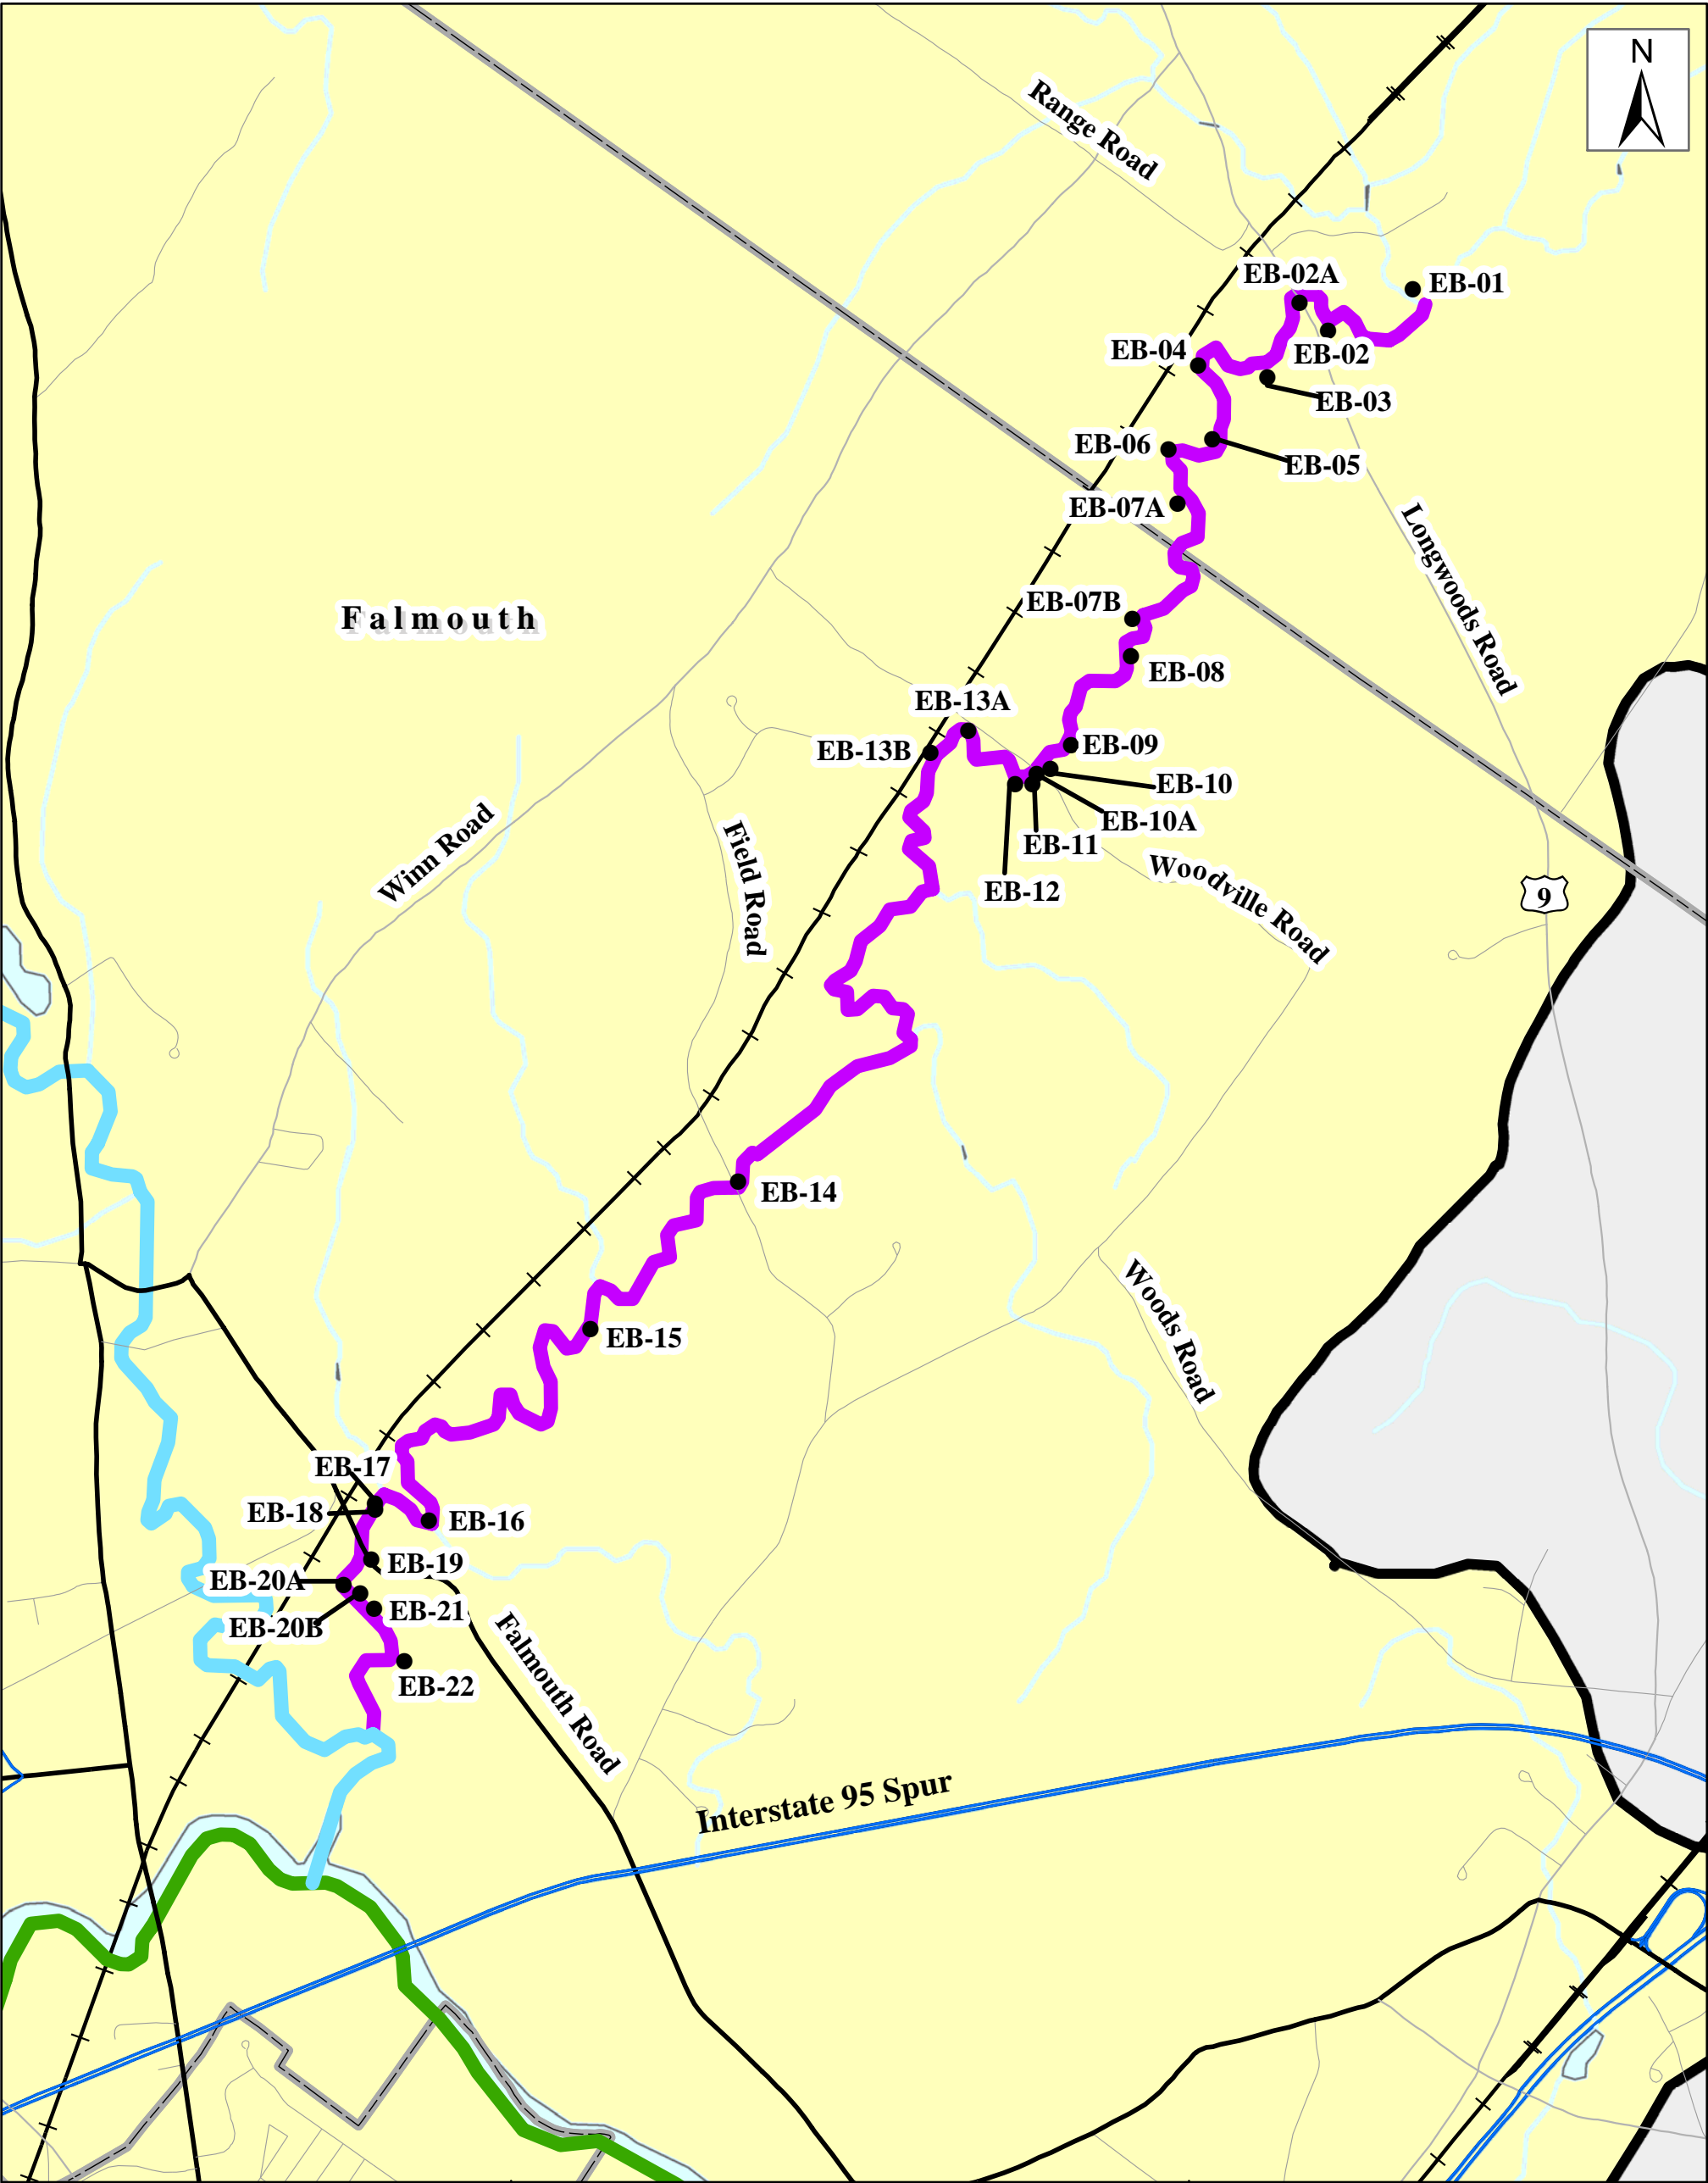 N
Range Road
EB-02A
EB-01
EB-04
EB-02
EB-03
EB-06
EB-05
EB-07A
Longwoods Road
EB-07B
Falmouth
EB-08
EB-13A
EB-09
EB-13B
EB-10
EB-10A
EB-11
EB-12
Winn Road
Field Road
Woodville Road
9
EB-14
Woods Road
EB-15
EB-17
EB-18
EB-16
EB-19
EB-20A
EB-21
EB-20B
EB-22
Falmouth Road
Interstate 95 Spur